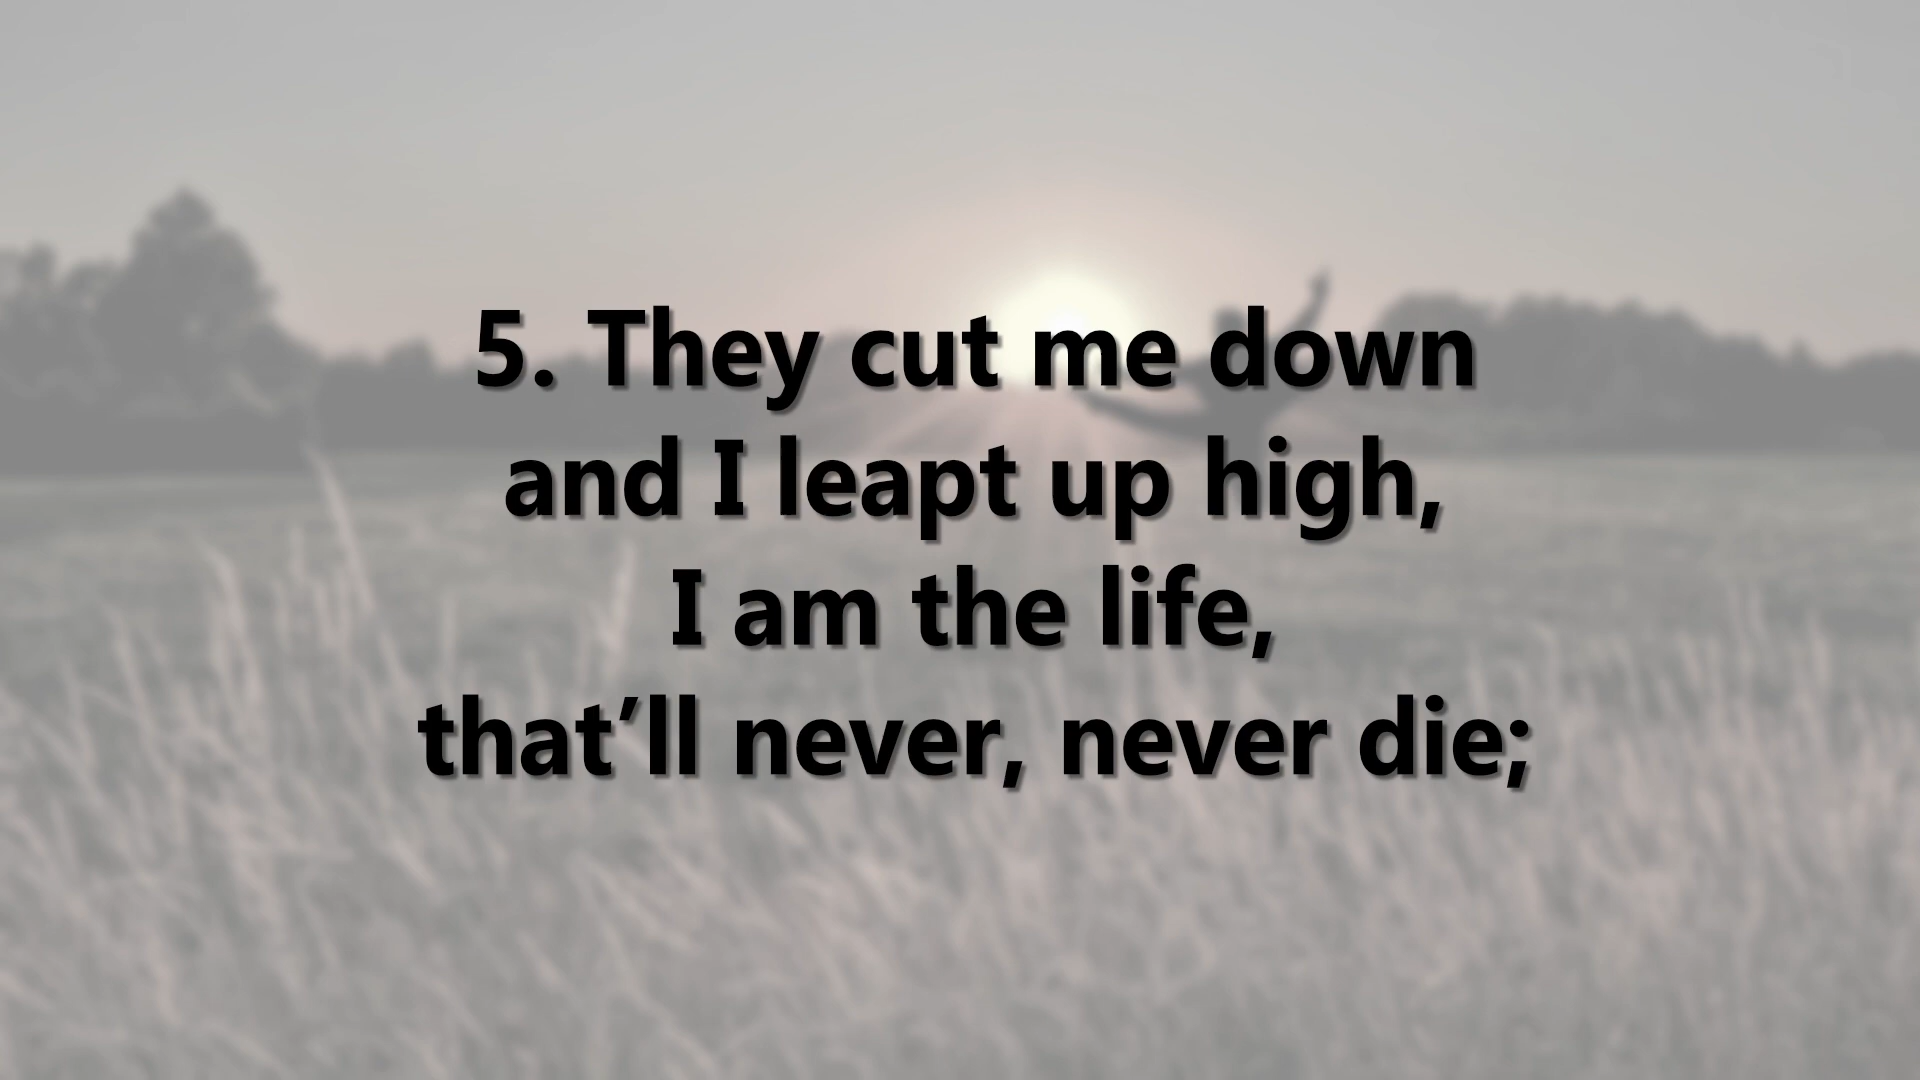 5. They cut me down
and I leapt up high,
I am the life,
that’ll never, never die;